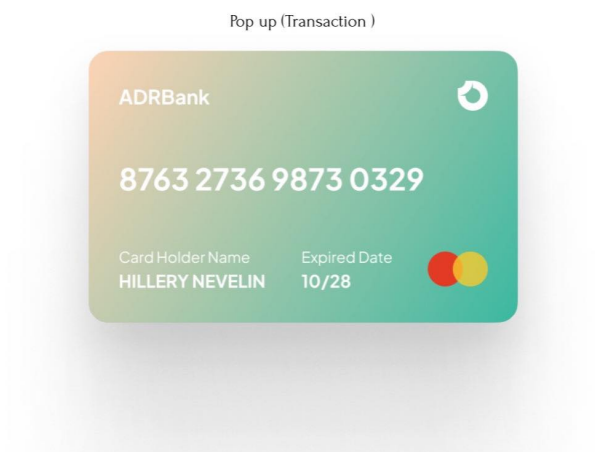 Pop up (Transaction )
ADRBank
8763 2736 9873 0329
Card Holder Name
HILLERY NEVELIN
Expired Date
10/28